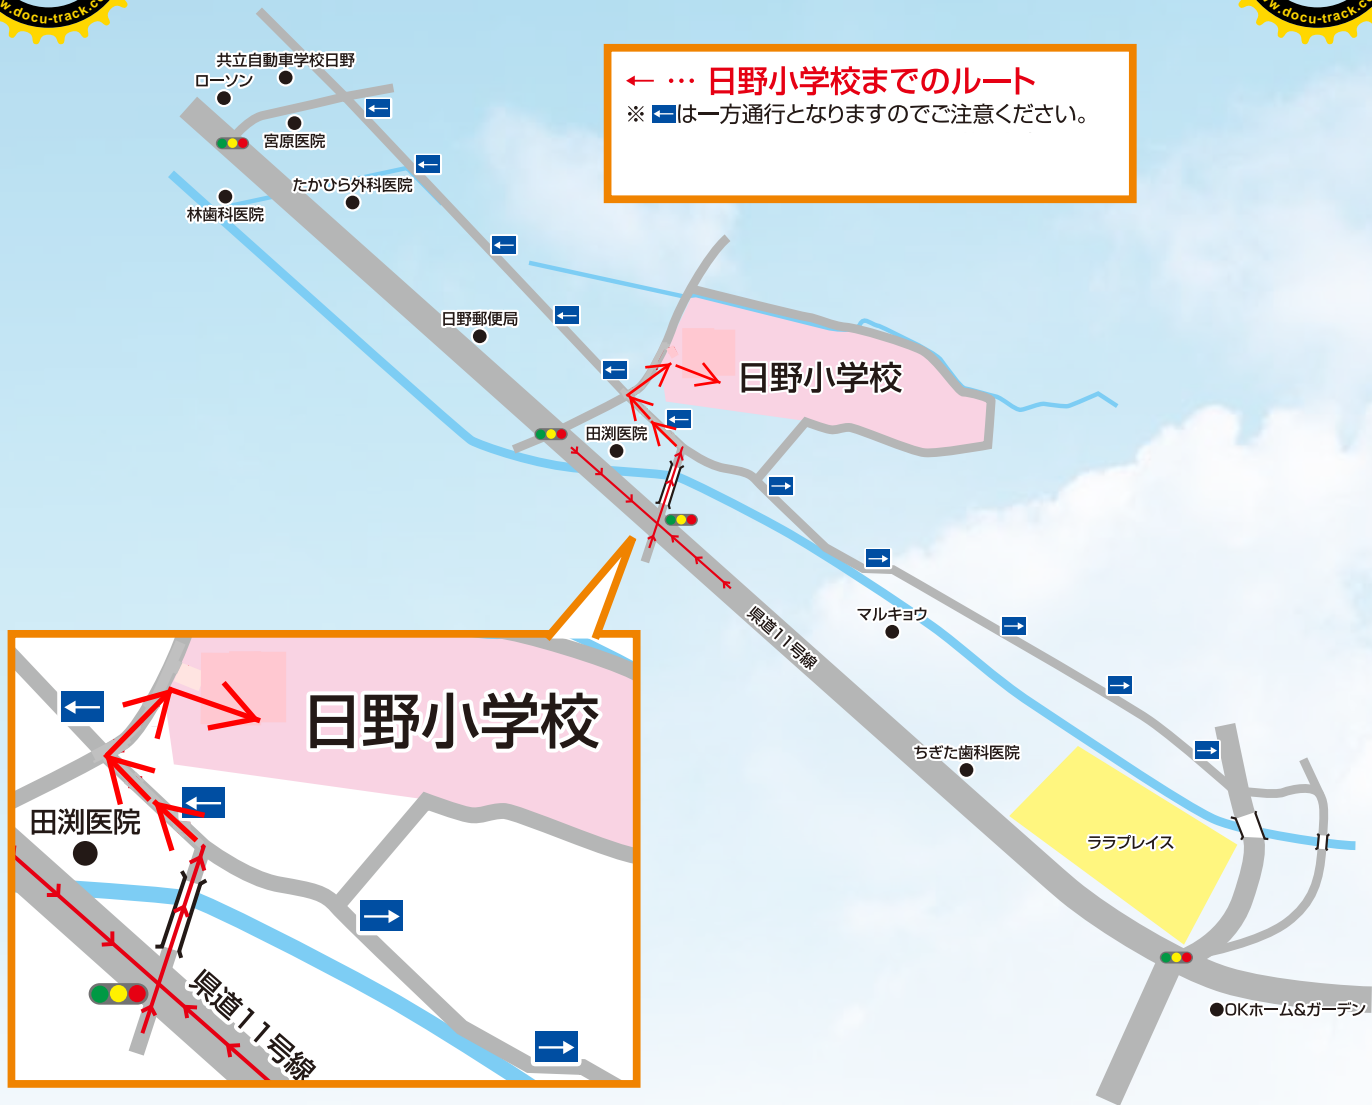 w.docu-track.c
w.docu-track.co
共立自動車学校日野
ローソン
宮原医院
たかひら外科医院
林歯科医院
← … 日野小学校までのルート
※ ←は一方通行となりますのでご注意ください。
日野郵便局
日野小学校
田渕医院
県道11号線
マルキョウ
ちぎた歯科医院
ララプレイス
OKホーム&ガーデン
日野小学校
田渕医院
県道11号線